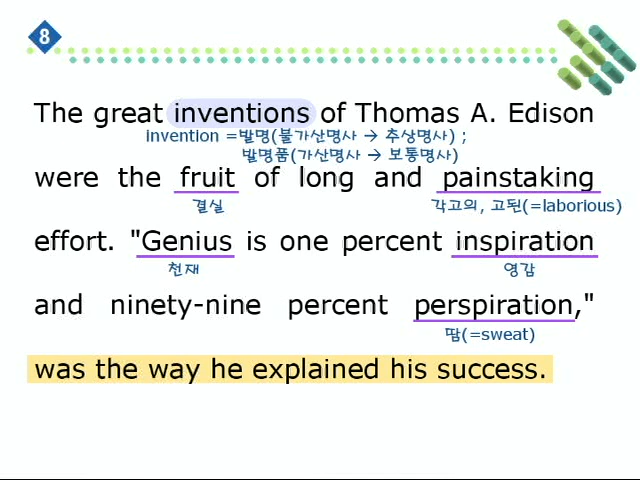 8
The great inventions of Thomas A. Edison
invention =발명(불가산명사 → 추상명사) ;
발명품(가산명사 → 보통명사)
were the fruit of long and painstaking
결실 각고의, 고된(=laborious)
effort. "Genius is one percent inspiration
천재 영감
and ninety-nine percent perspiration,"
땀(=sweat)
was the way he explained his success.